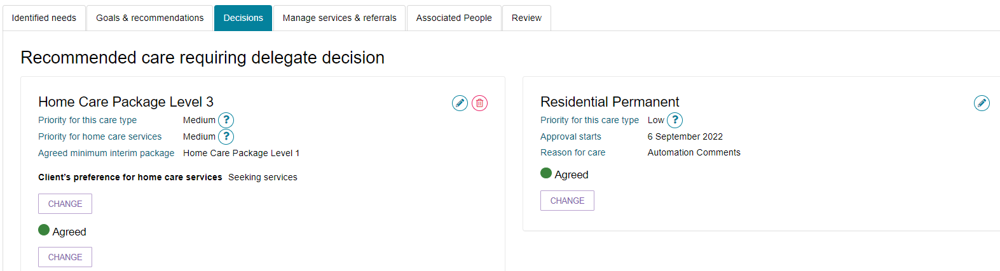 Identified needs
Goals & recommendations
Decisions
Manage services & referrals
Associated People
Review
Recommended care requiring delegate decision
Home Care Package Level 3
Priority for this care type Medium ?
Priority for home care services Medium ?
Agreed minimum interim package Home Care Package Level 1
Client's preference for home care services Seeking services
CHANGE
Agreed
CHANGE
Residential Permanent
Priority for this care type Low ?
Approval starts 6 September 2022
Reason for care Automation Comments
Agreed
CHANGE